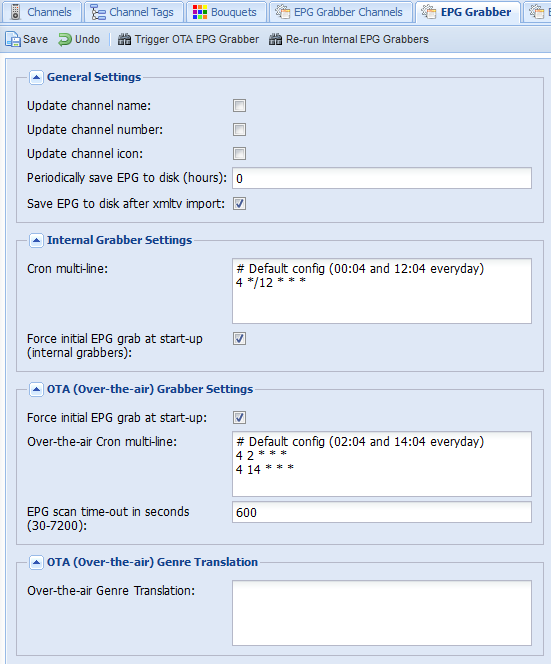 Channels
Channel Tags
Bouquets
EPG Grabber Channels
EPG Grabber
Save
Undo
Trigger OTA EPG Grabber
Re-run Internal EPG Grabbers
General Settings
Update channel name:
Update channel number:
Update channel icon:
Periodically save EPG to disk (hours): 0
Save EPG to disk after xmltv import:
Internal Grabber Settings
Cron multi-line:
# Default config (00:04 and 12:04 everyday)
4 */12 * * *
Force initial EPG grab at start-up
(internal grabbers):
OTA (Over-the-air) Grabber Settings
Force initial EPG grab at start-up:
Over-the-air Cron multi-line:
# Default config (02:04 and 14:04 everyday)
4 2 * * *
4 14 * * *
EPG scan time-out in seconds
(30-7200):
600
OTA (Over-the-air) Genre Translation
Over-the-air Genre Translation: